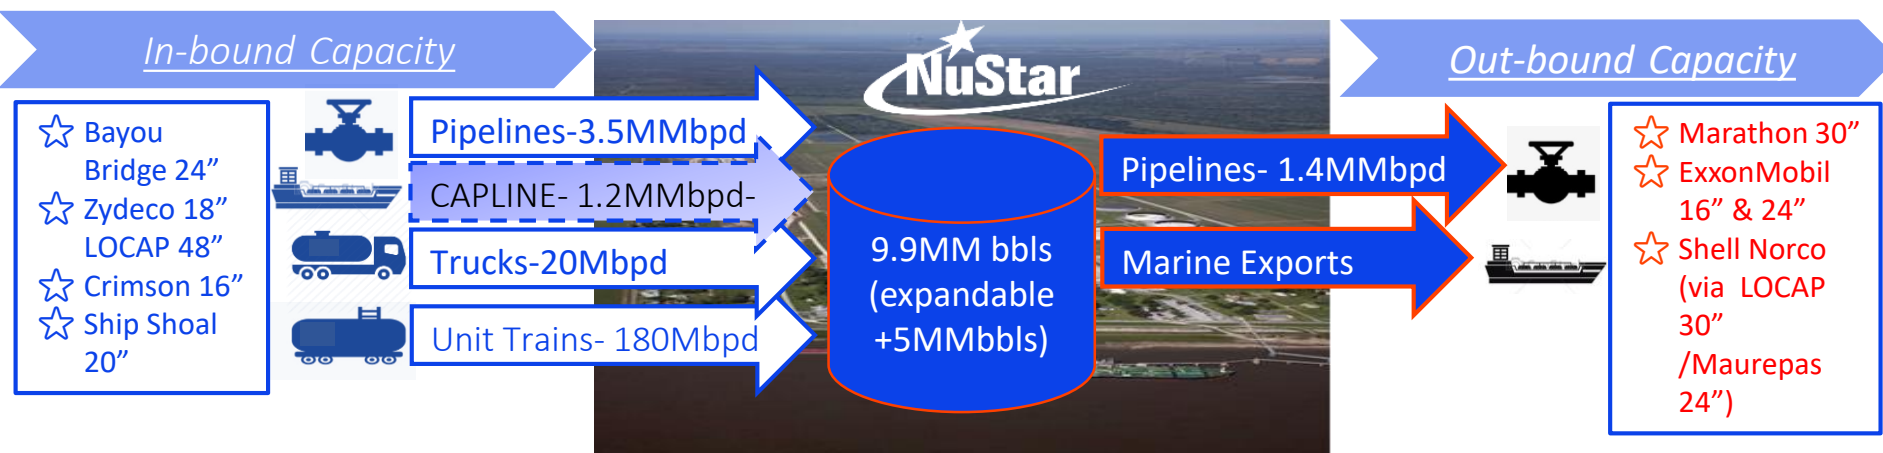 In-bound Capacity
Bayou
Bridge 24”
Zydeco 18”
LOCAP 48”
Crimson 16”
Ship Shoal
20”
Pipelines-3.5MMbpd
CAPLINE- 1.2MMbpd-
Trucks-20Mbpd
Unit Trains- 180Mbpd
NuStar
9.9MM bbls
(expandable
+5MMbbls)
Pipelines- 1.4MMbpd
Marine Exports
Out-bound Capacity
Marathon 30”
ExxonMobil
16” & 24”
Shell Norco
(via LOCAP
30”
/Maurepas
24”)